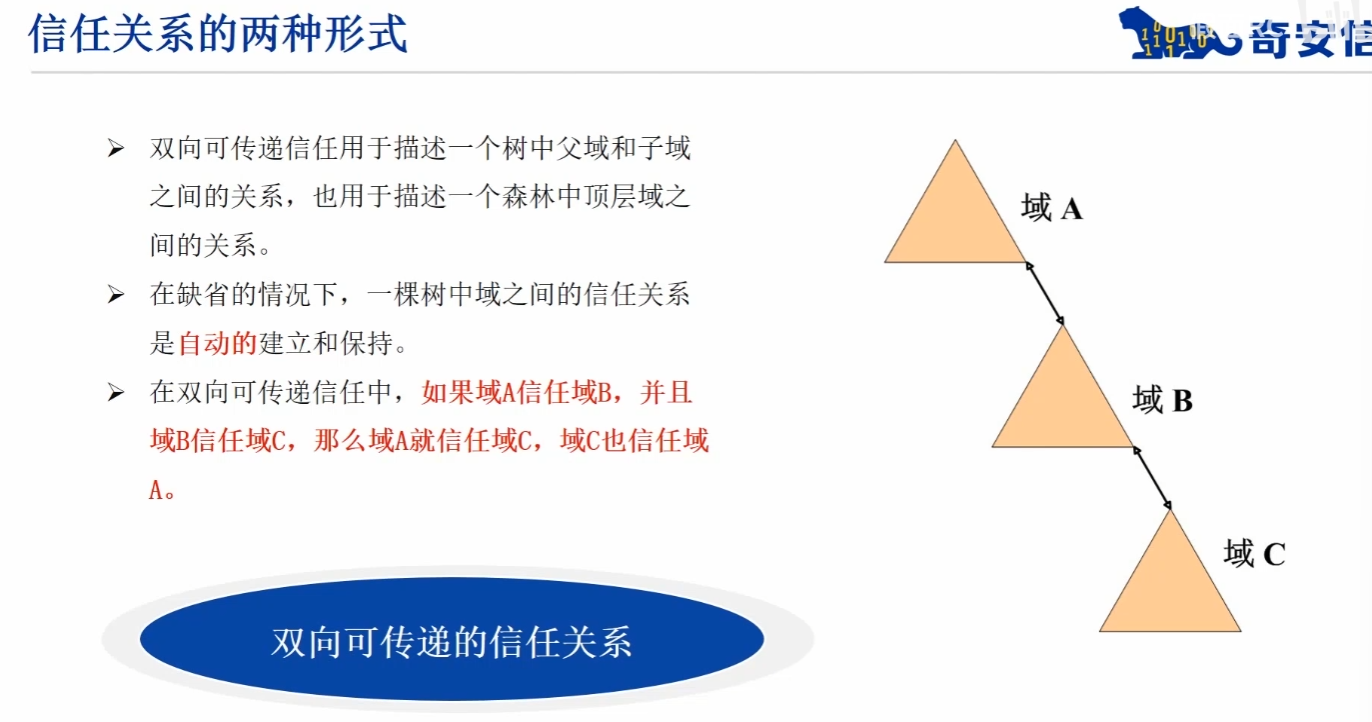 信任关系的两种形式
奇安信
双向可传递信任用于描述一个树中父域和子域
之间的关系，也用于描述一个森林中顶层域之
间的关系。
在缺省的情况下，一棵树中域之间的信任关系
是自动的建立和保持。
在双向可传递信任中，如果域A信任域B，并且
域B信任域C，那么域A就信任域C，域C也信任域
A。
域 A
域 B
域 C
双向可传递的信任关系